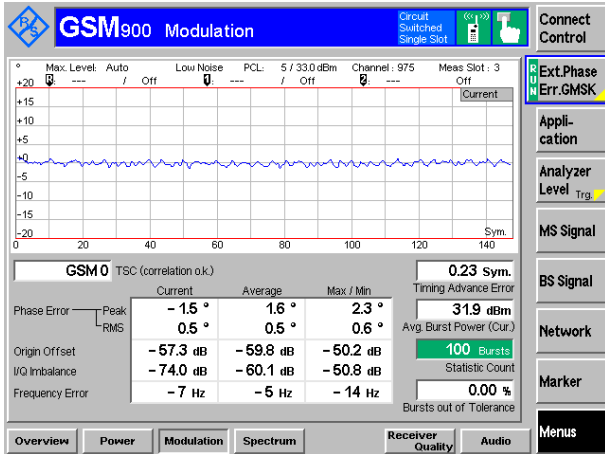 R&S
GSM900 Modulation
Circuit Switched Single Slot
Connect Control
° Max. Level: Auto Low Noise PCL: 5 / 33.0 dBm Channel : 975 Meas Slot : 3
--- / Off --- / Off --- Off
Current
+20
+15
+10
+5
+0
-5
-10
-15
-20
Sym.
0 20 40 60 80 100 120 140
RUN
Ext.Phase Err.GMSK
Appli-
cation
Analyzer Level Trg.
MS Signal
BS Signal
Network
Marker
Menus
GSM 0 TSC (correlation o.k.)
0.23 Sym.
Timing Advance Error
Current Average Max / Min
Phase Error Peak - 1.5 ° 1.6 ° 2.3 °
RMS 0.5 ° 0.5 ° 0.6 °
31.9 dBm
Avg. Burst Power (Cur.)
Origin Offset - 57.3 dB - 59.8 dB - 50.2 dB
I/Q Imbalance - 74.0 dB - 60.1 dB - 50.8 dB
Frequency Error - 7 Hz - 5 Hz - 14 Hz
100 Bursts
Statistic Count
0.00 %
Bursts out of Tolerance
Overview Power Modulation Spectrum Receiver Quality Audio